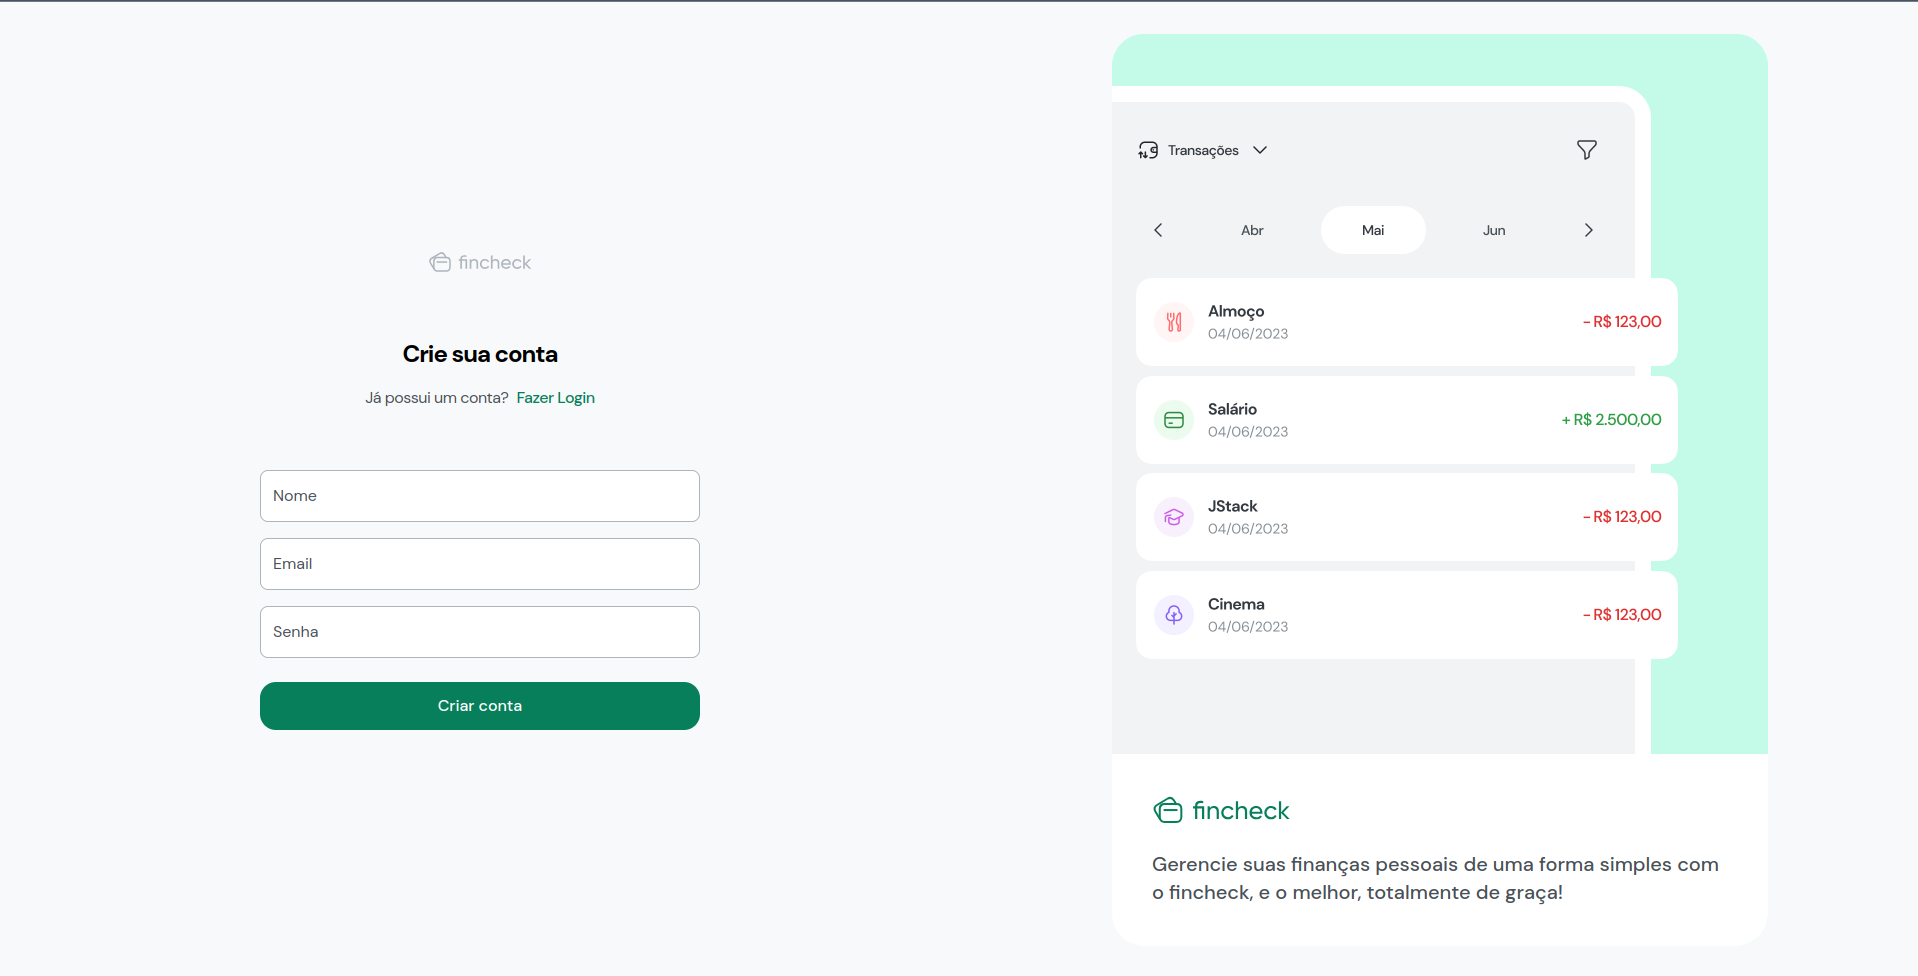 fincheck
Crie sua conta
Já possui um conta? Fazer Login
Nome
Email
Senha
Criar conta
Transações
Abr Mai Jun
Almoço
04/06/2023
- R$ 123,00
Salário
04/06/2023
+ R$ 2.500,00
JStack
04/06/2023
- R$ 123,00
Cinema
04/06/2023
- R$ 123,00
fincheck
Gerencie suas finanças pessoais de uma forma simples com
o fincheck, e o melhor, totalmente de graça!